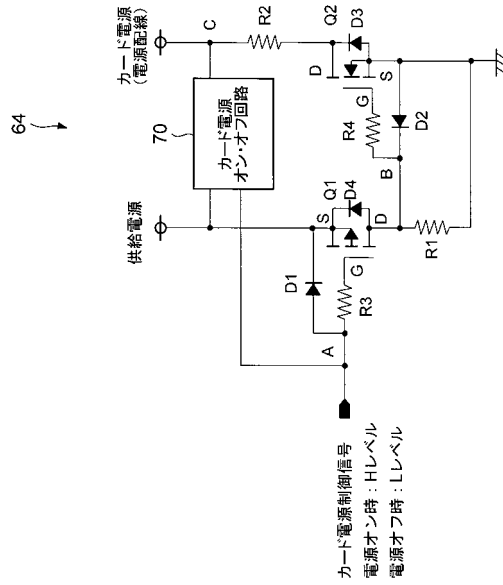 64
カード電源
(電源配線)
供給電源
C
70
カード電源
オン・オフ回路
R2
Q2
D3
D
S
G
R4
D2
B
Q1
D4
S
D
G
D1
R3
R1
A
カード電源制御信号
電源オン時：Hレベル
電源オフ時：Lレベル